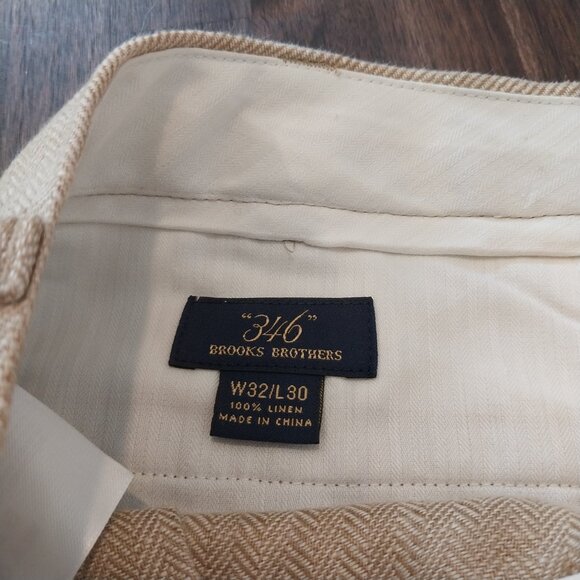 "346"
BROOKS BROTHERS
W32/L30
100% LINEN
MADE IN CHINA